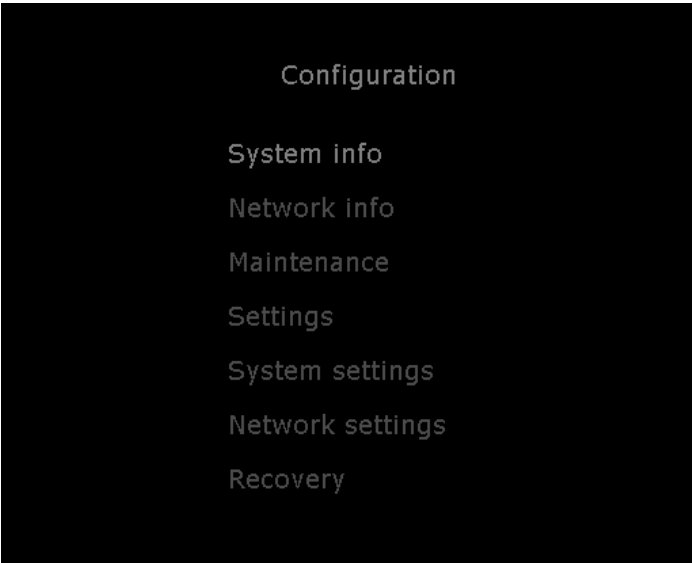 Configuration
System info
Network info
Maintenance
Settings
System settings
Network settings
Recovery